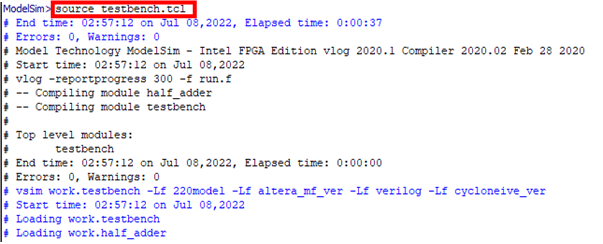 ModelSim> source testbench.tcl
# End time: 02:57:12 on Jul 08,2022, Elapsed time: 0:00:37
# Errors: 0, Warnings: 0
# Model Technology ModelSim - Intel FPGA Edition vlog 2020.1 Compiler 2020.02 Feb 28 2020
# Start time: 02:57:12 on Jul 08,2022
# vlog -reportprogress 300 -f run.f
# -- Compiling module half_adder
# -- Compiling module testbench
#
# Top level modules:
# testbench
# End time: 02:57:12 on Jul 08,2022, Elapsed time: 0:00:00
# Errors: 0, Warnings: 0
# vsim work.testbench -Lf 220model -Lf altera_mf_ver -Lf verilog -Lf cycloneive_ver
# Start time: 02:57:12 on Jul 08,2022
# Loading work.testbench
# Loading work.half_adder